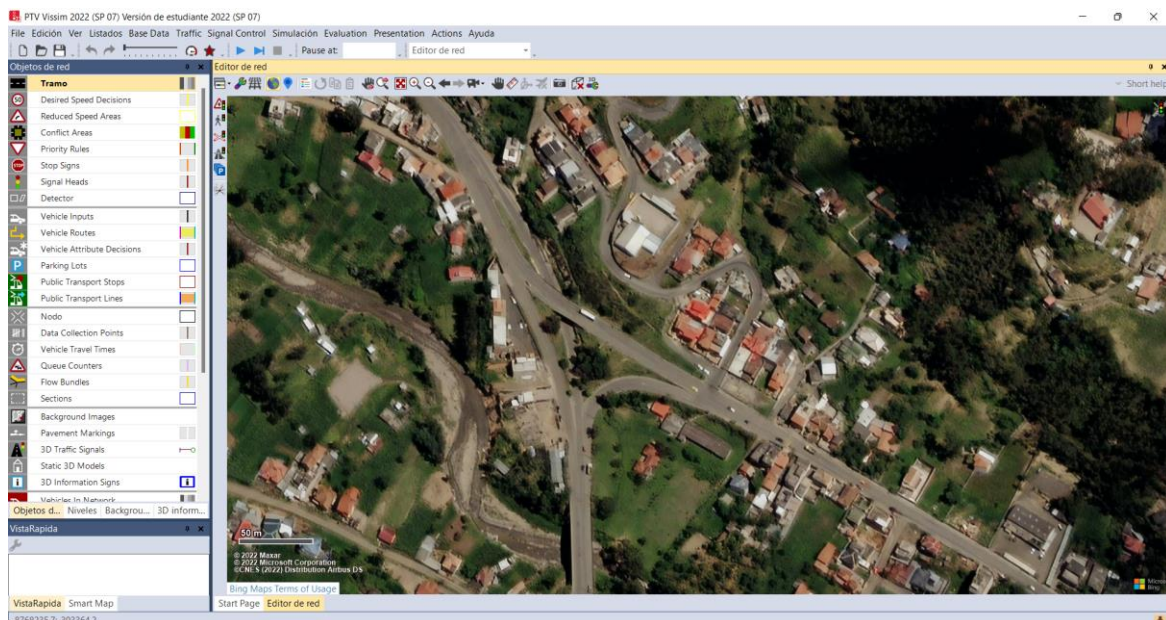 PTV Vissim 2022 (SP 07) Versión de estudiante 2022 (SP 07)
File Edición Ver Listados Base Data Traffic Signal Control Simulación Evaluation Presentation Actions Ayuda
Pause at: Editor de red
Objetos de red
Editor de red
Short help
Tramo
Desired Speed Decisions
Reduced Speed Areas
Conflict Areas
Priority Rules
Stop Signs
Signal Heads
Detector
Vehicle Inputs
Vehicle Routes
Vehicle Attribute Decisions
Parking Lots
Public Transport Stops
Public Transport Lines
Nodo
Data Collection Points
Vehicle Travel Times
Queue Counters
Flow Bundles
Sections
Background Images
Pavement Markings
3D Traffic Signals
Static 3D Models
3D Information Signs
Vehicles In Network
Objetos d... Niveles Backgrou... 3D inform...
VistaRapida
50 m
© 2022 Maxar
© 2022 Microsoft Corporation
©CNES (2022) Distribution Airbus DS
Bing Maps Terms of Usage
VistaRapida Smart Map
Start Page Editor de red